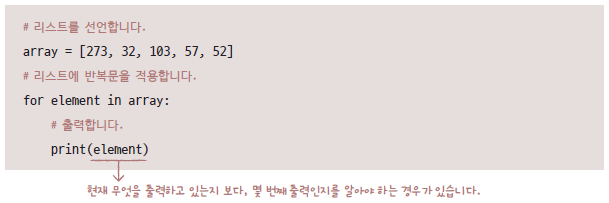 # 리스트를 선언합니다.
array = [273, 32, 103, 57, 52]
# 리스트에 반복문을 적용합니다.
for element in array:
    # 출력합니다.
    print(element)
현재 무엇을 출력하고 있는지 보다, 몇 번째 출력인지를 알아야 하는 경우가 있습니다.